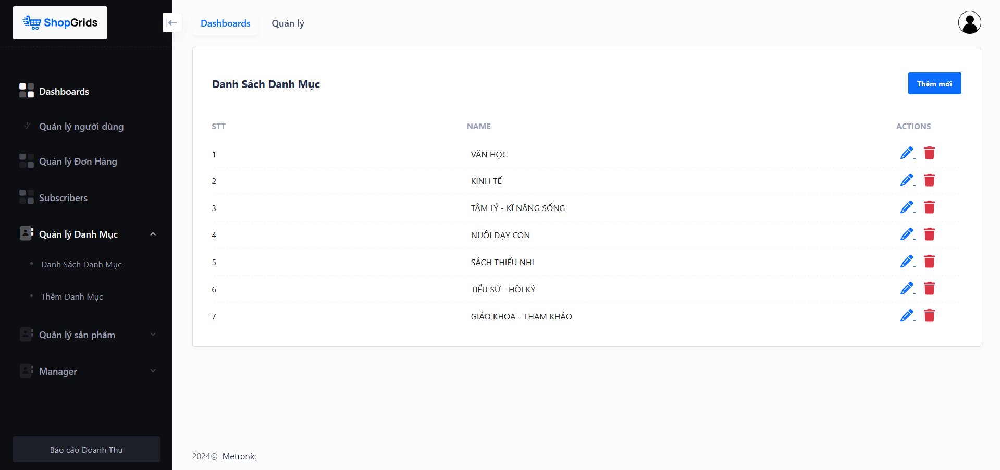 ShopGrids
Dashboards
Quản lý
Dashboards
Quản lý người dùng
Quản lý Đơn Hàng
Subscribers
Quản lý Danh Mục
Danh Sách Danh Mục
Thêm Danh Mục
Quản lý sản phẩm
Manager
Báo cáo Doanh Thu
Danh Sách Danh Mục
Thêm mới
STT NAME ACTIONS
1 VĂN HỌC
2 KINH TẾ
3 TÂM LÝ - KĨ NĂNG SỐNG
4 NUÔI DẠY CON
5 SÁCH THIẾU NHI
6 TIỂU SỬ - HỒI KÝ
7 GIÁO KHOA - THAM KHẢO
2024© Metronic